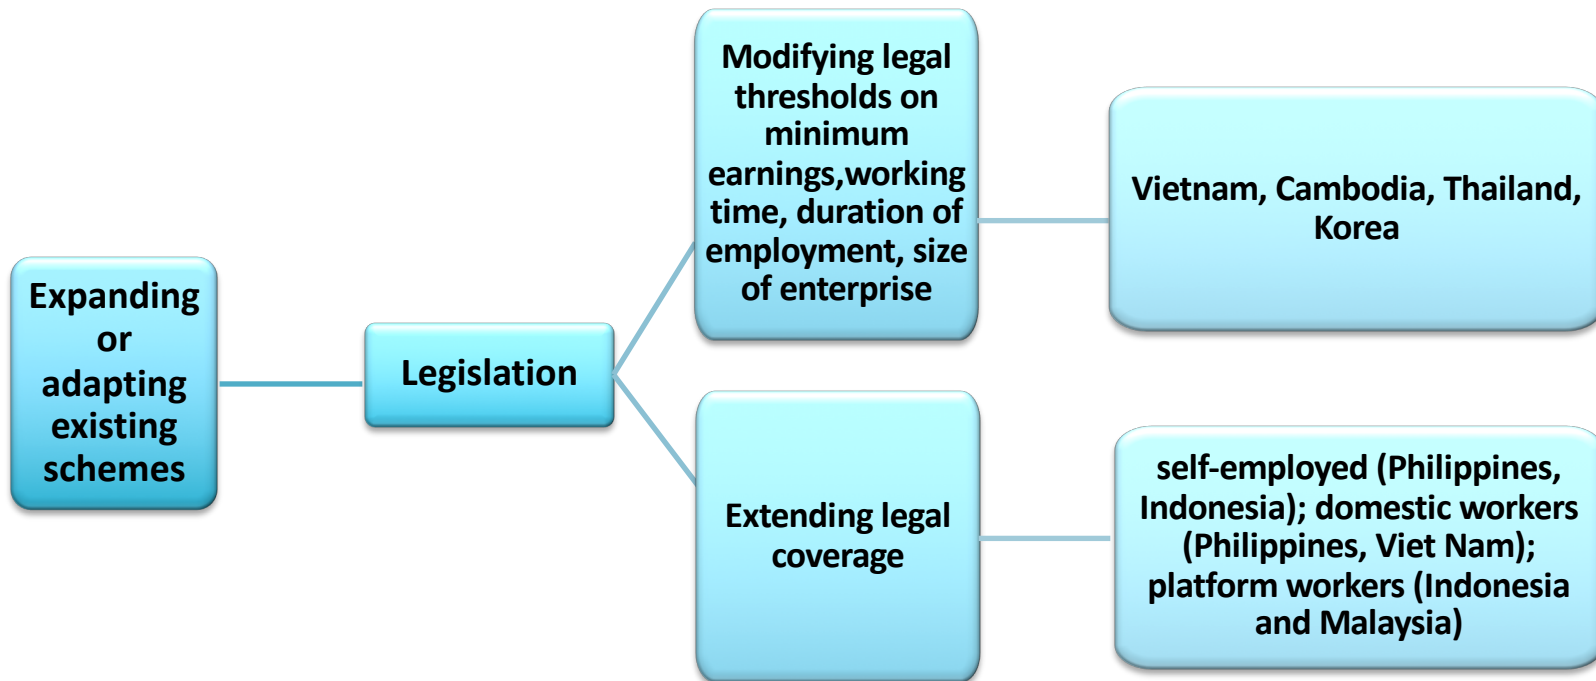 Expanding
or
adapting
existing
schemes
Legislation
Modifying legal
thresholds on
minimum
earnings,working
time, duration of
employment, size
of enterprise
Vietnam, Cambodia, Thailand,
Korea
Extending legal
coverage
self-employed (Philippines,
Indonesia); domestic workers
(Philippines, Viet Nam);
platform workers (Indonesia
and Malaysia)